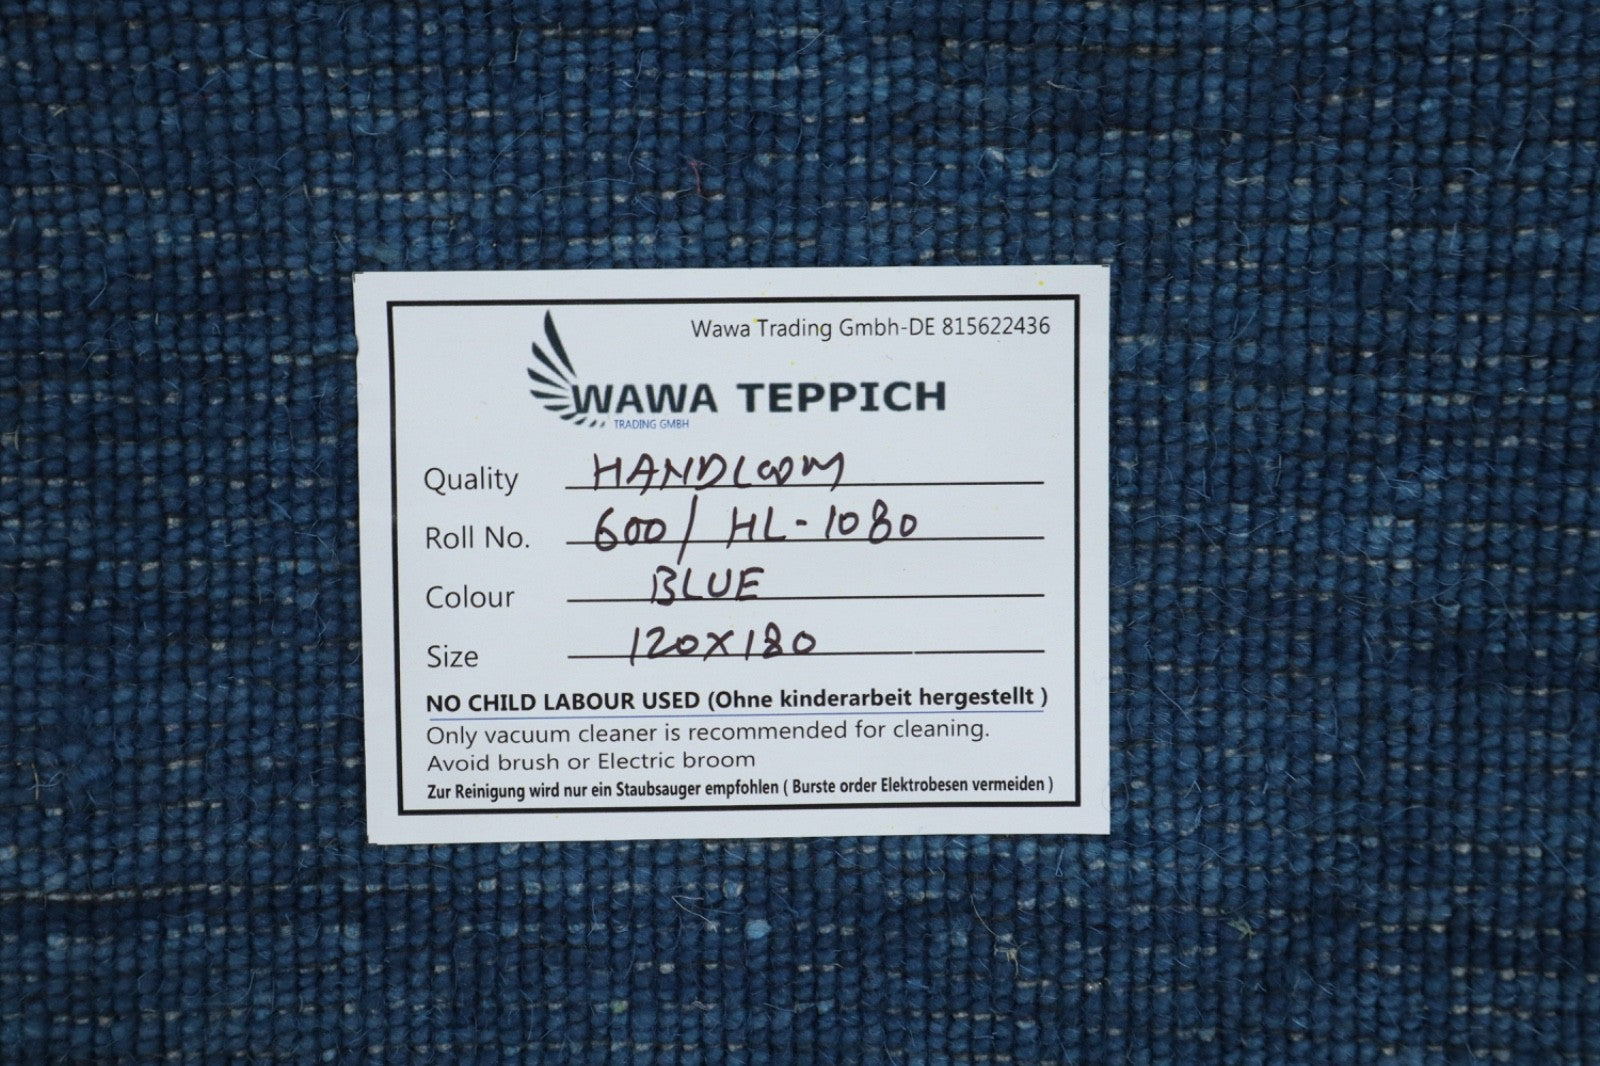 Wawa Trading Gmbh-DE 815622436
WAWA TEPPICH
TRADING GMBH
Quality HANDLOOM
Roll No. 600/ HL-1080
Colour BLUE
Size 120X180
NO CHILD LABOUR USED (Ohne kinderarbeit hergestellt )
Only vacuum cleaner is recommended for cleaning.
Avoid brush or Electric broom
Zur Reinigung wird nur ein Staubsauger empfohlen ( Burste order Elektrobesen vermeiden )